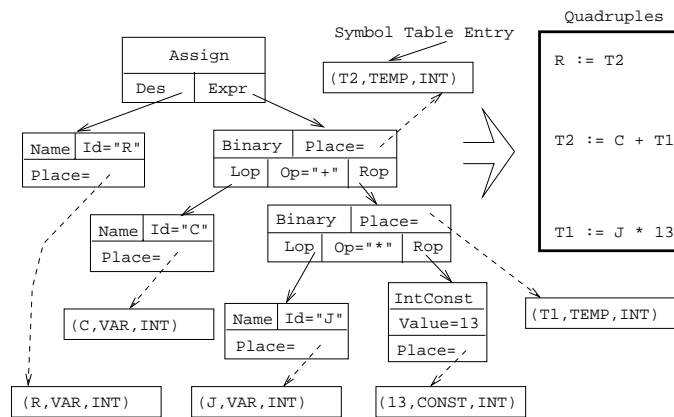 Quadruples
Symbol Table Entry
Assign
Des Expr
(T2,TEMP,INT)
R := T2
Name Id="R"
Place=
Binary Place=
Lop Op="+" Rop
T2 := C + T1
Name Id="C"
Place=
Binary Place=
Lop Op="*" Rop
T1 := J * 13
(C,VAR,INT)
Name Id="J"
Place=
IntConst
Value=13
Place=
(T1,TEMP,INT)
(R,VAR,INT)
(J,VAR,INT)
(13,CONST,INT)